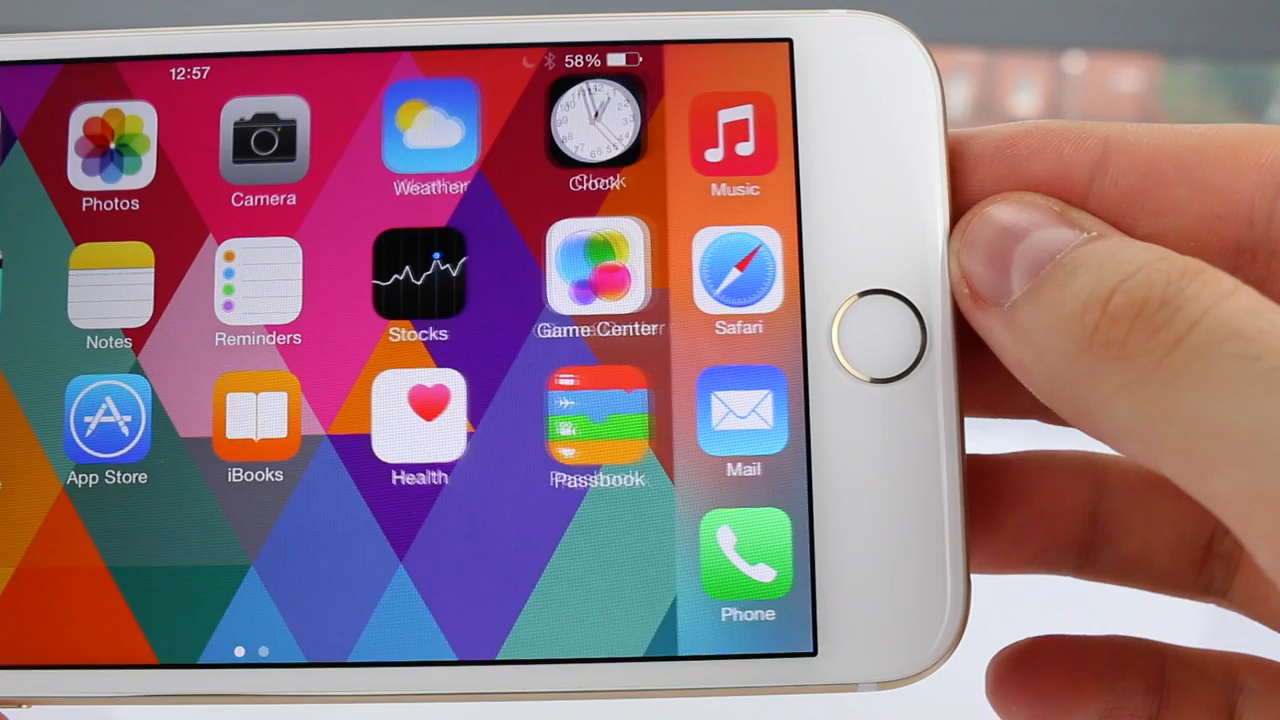 12:57
58%
Photos
Camera
Weather
Clock
Music
Notes
Reminders
Stocks
Game Center
Safari
App Store
iBooks
Health
Passbook
Mail
Phone